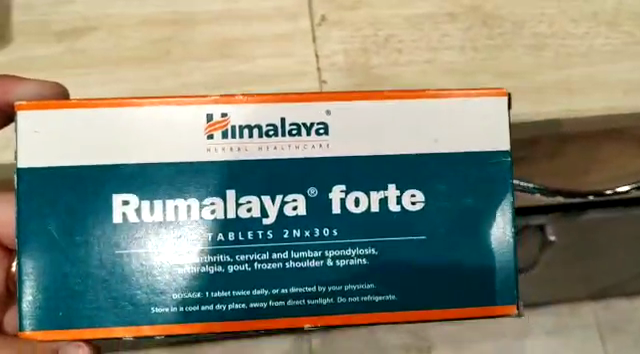 Himalaya®
HERBAL HEALTHCARE
Rumalaya® forte
TABLETS 2Nx30s
arthritis, cervical and lumbar spondylosis,
arthralgia, gout, frozen shoulder & sprains.
DOSAGE: 1 tablet twice daily, or as directed by your physician.
Store in a cool and dry place, away from direct sunlight. Do not refrigerate.